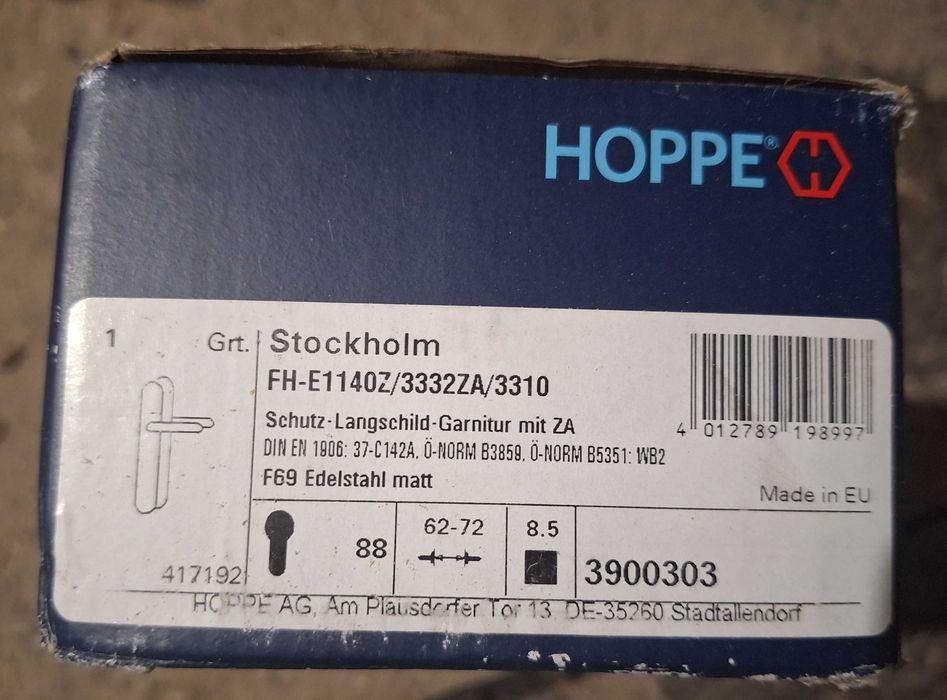 HOPPE®
1 Grt. Stockholm
FH-E1140Z/3332ZA/3310
Schutz-Langschild-Garnitur mit ZA
DIN EN 1906: 37-C142A, Ö-NORM B3859, Ö-NORM B5351: WB2
F69 Edelstahl matt
4 012789 198997
Made in EU
88
62-72
8.5
3900303
417192
HOPPE AG, Am Plausdorfer Tor 13, DE-35260 Stadtallendorf